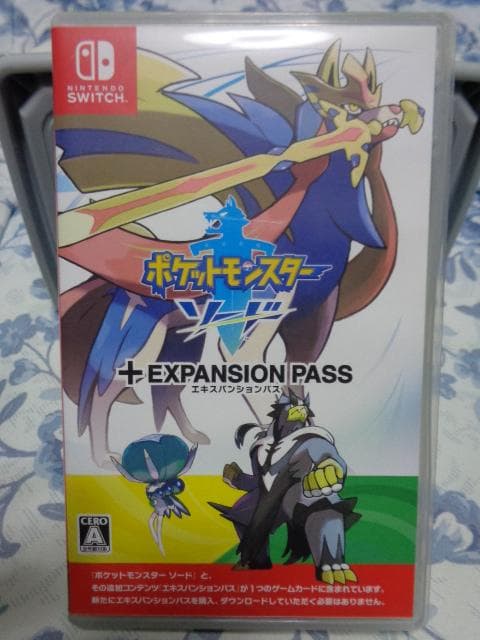 NINTENDO
SWITCH
ポケットモンスター
ソード
+EXPANSION PASS
エキスパンションパス
CERO
A
全年齢対象
『ポケットモンスター ソード』と、
その追加コンテンツ『エキスパンションパス』が1つのゲームカードに含まれています。
新たにエキスパンションパスを購入、ダウンロードしていただく必要はありません。